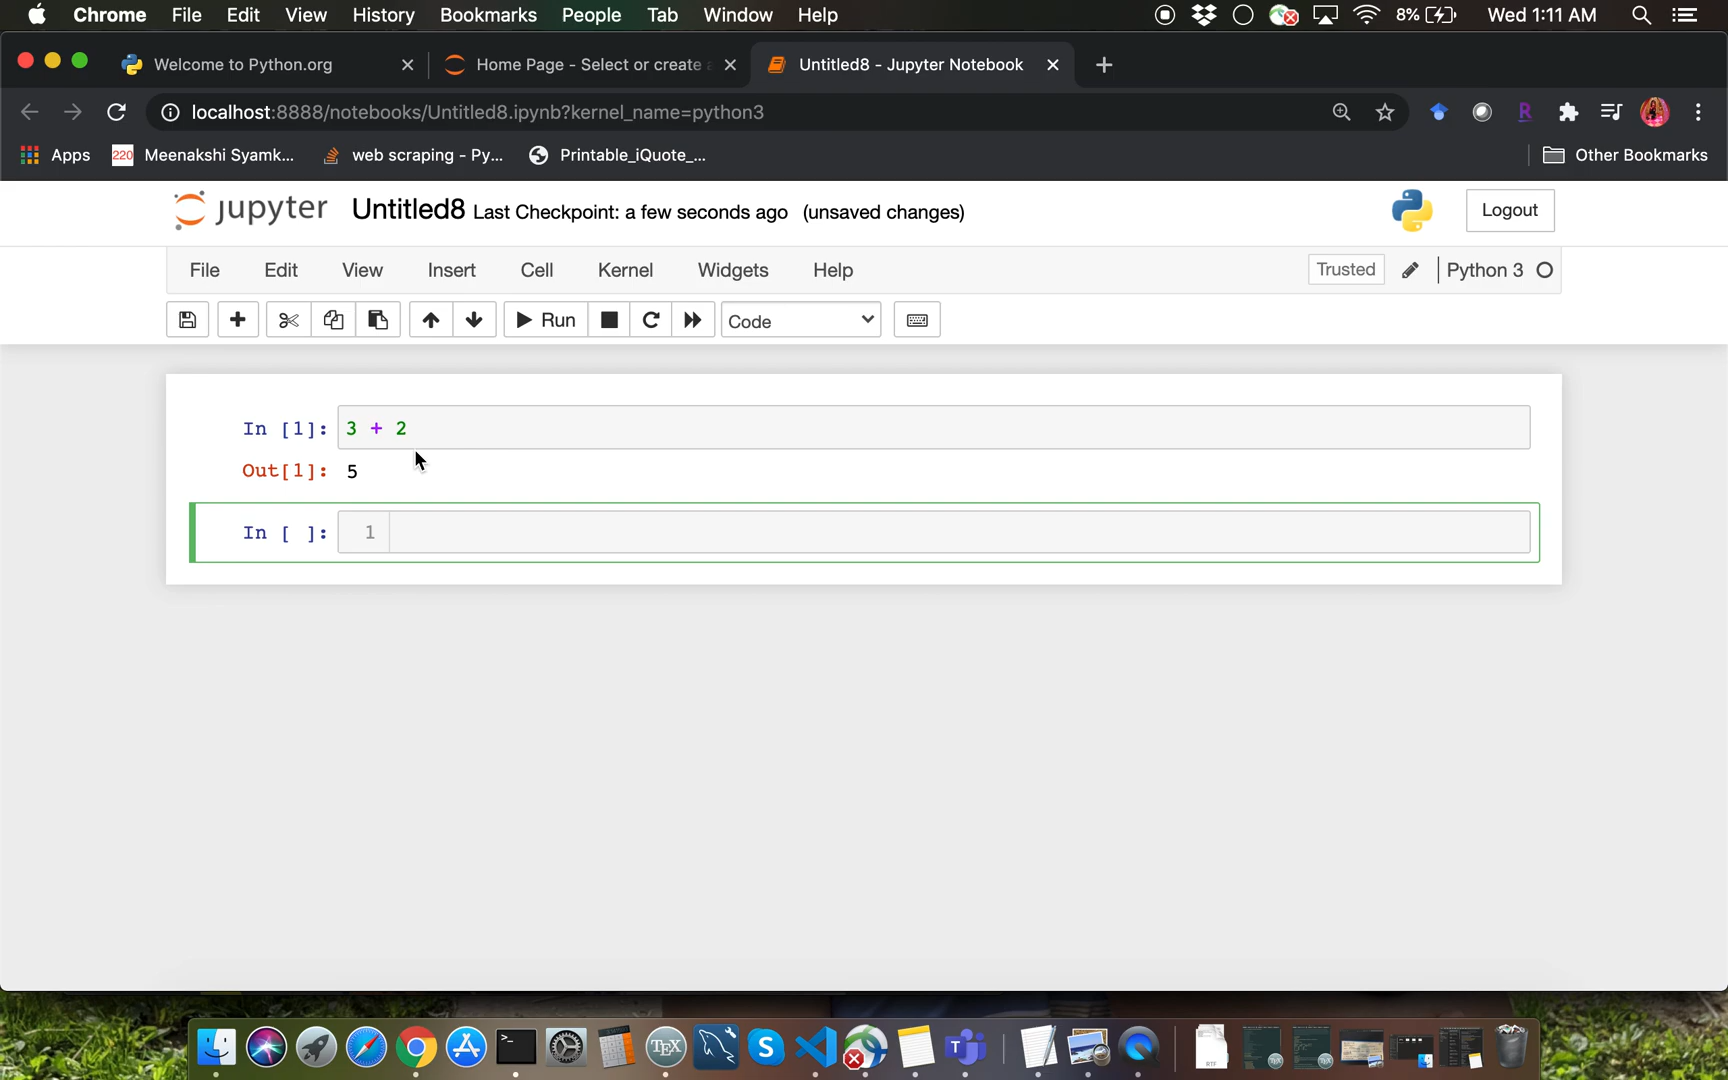 Chrome File Edit View History Bookmarks People Tab Window Help 8% Wed 1:11 AM
Welcome to Python.org Home Page - Select or create a Untitled8 - Jupyter Notebook
localhost:8888/notebooks/Untitled8.ipynb?kernel_name=python3 R
Apps 220 Meenakshi Syamk... web scraping - Py... Printable_iQuote_... Other Bookmarks
jupyter Untitled8 Last Checkpoint: a few seconds ago (unsaved changes) Logout
File Edit View Insert Cell Kernel Widgets Help Trusted Python 3
Run Code
In [1]: 3 + 2
Out[1]: 5
In [ ]: 1
>_ TEX S T RTF